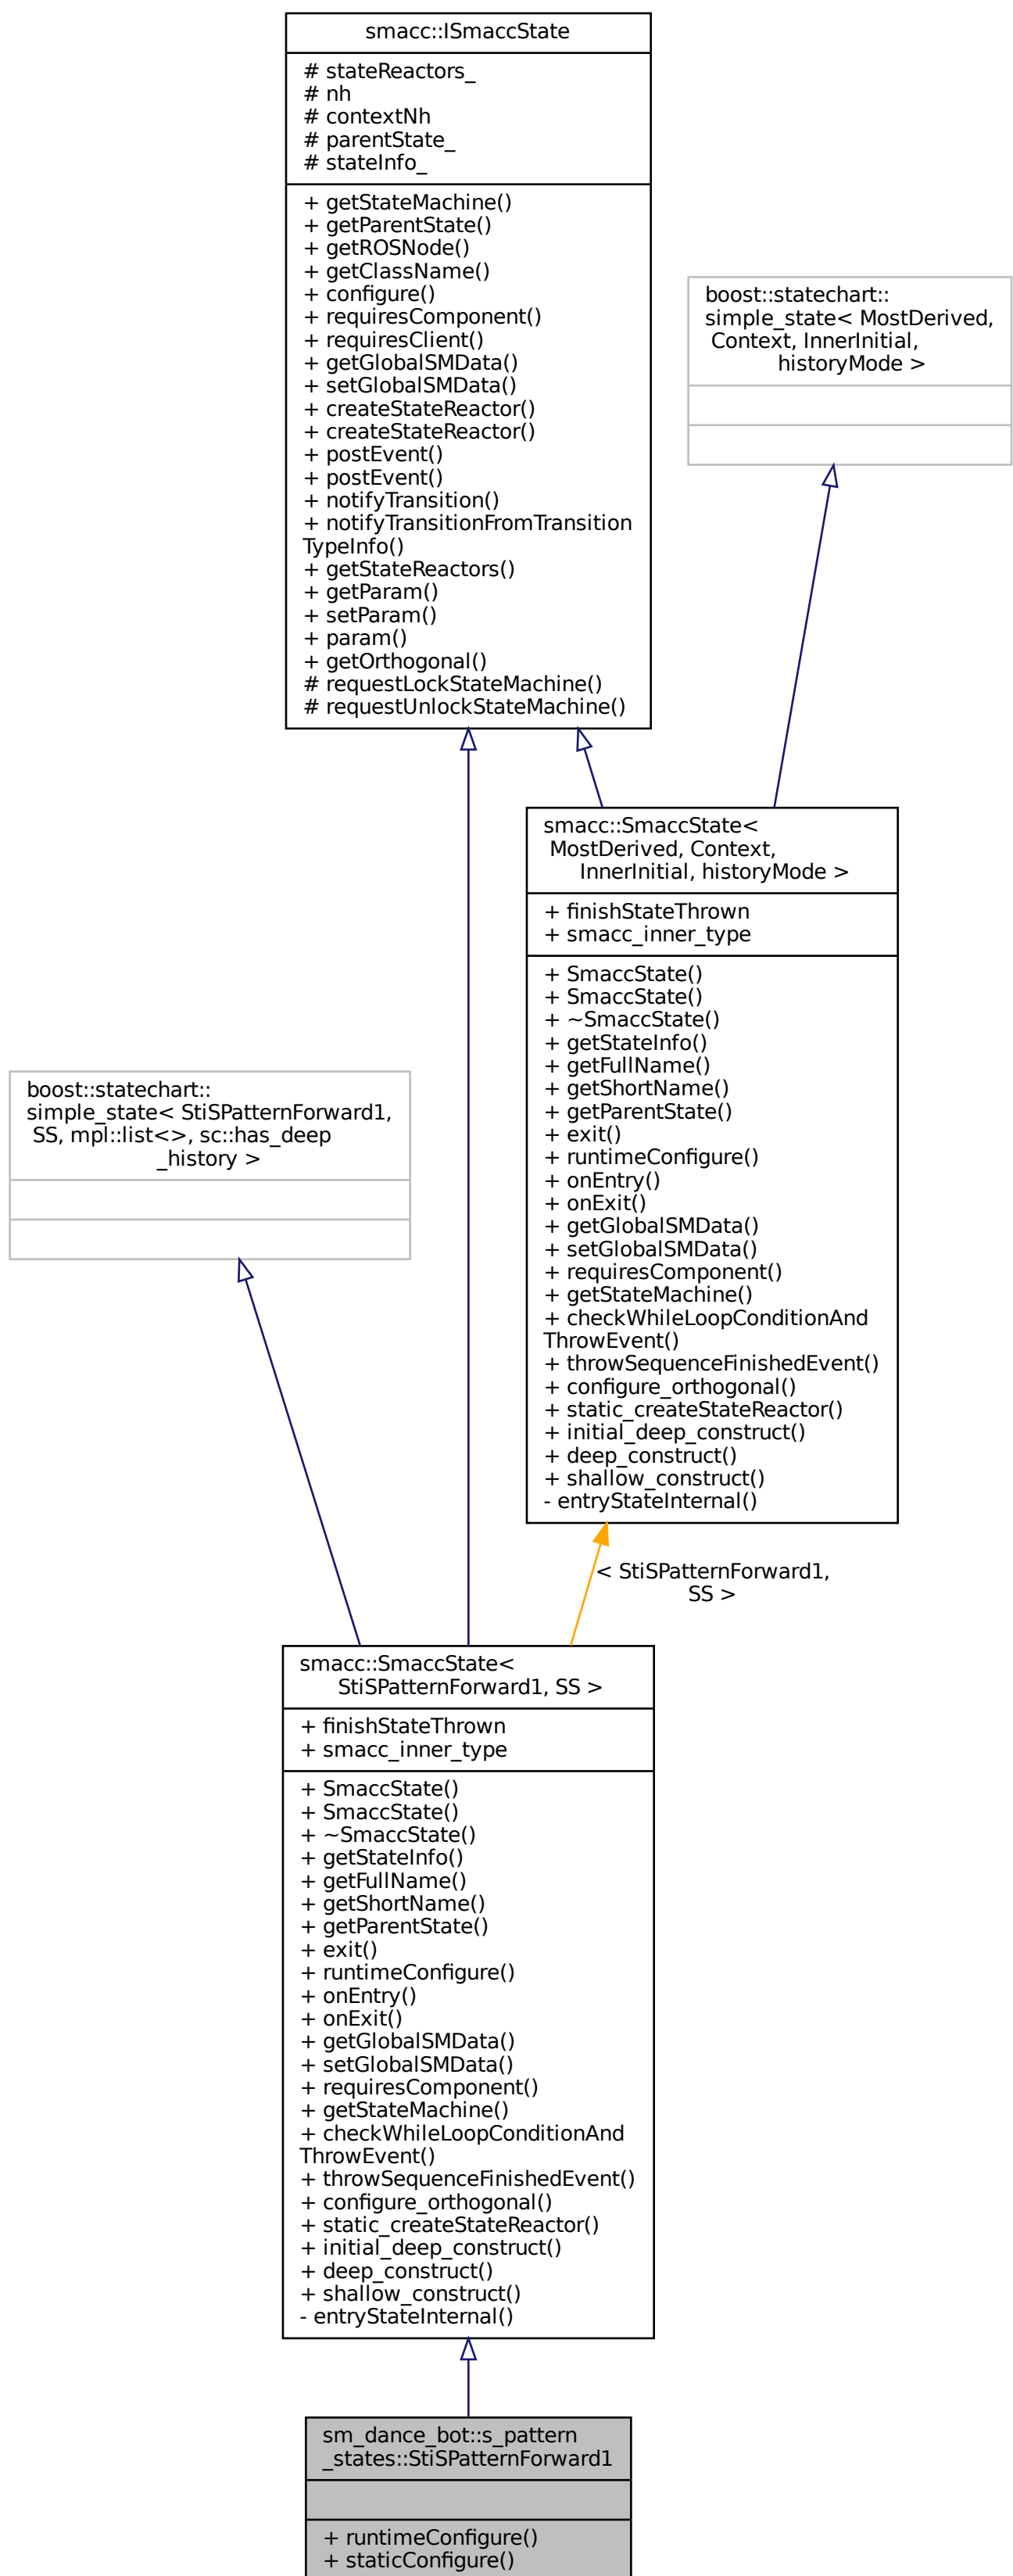 smacc::ISmaccState
# stateReactors_
# nh
# contextNh
# parentState_
# stateInfo_
+ getStateMachine()
+ getParentState()
+ getROSNode()
+ getClassName()
+ configure()
+ requiresComponent()
+ requiresClient()
+ getGlobalSMData()
+ setGlobalSMData()
+ createStateReactor()
+ createStateReactor()
+ postEvent()
+ postEvent()
+ notifyTransition()
+ notifyTransitionFromTransition
TypeInfo()
+ getStateReactors()
+ getParam()
+ setParam()
+ param()
+ getOrthogonal()
# requestLockStateMachine()
# requestUnlockStateMachine()
boost::statechart::
simple_state< MostDerived,
Context, InnerInitial,
historyMode >
smacc::SmaccState<
MostDerived, Context,
InnerInitial, historyMode >
+ finishStateThrown
+ smacc_inner_type
+ SmaccState()
+ SmaccState()
+ ~SmaccState()
+ getStateInfo()
+ getFullName()
+ getShortName()
+ getParentState()
+ exit()
+ runtimeConfigure()
+ onEntry()
+ onExit()
+ getGlobalSMData()
+ setGlobalSMData()
+ requiresComponent()
+ getStateMachine()
+ checkWhileLoopConditionAnd
ThrowEvent()
+ throwSequenceFinishedEvent()
+ configure_orthogonal()
+ static_createStateReactor()
+ initial_deep_construct()
+ deep_construct()
+ shallow_construct()
- entryStateInternal()
boost::statechart::
simple_state< StiSPatternForward1,
SS, mpl::list<>, sc::has_deep
_history >
< StiSPatternForward1,
SS >
smacc::SmaccState<
StiSPatternForward1, SS >
+ finishStateThrown
+ smacc_inner_type
+ SmaccState()
+ SmaccState()
+ ~SmaccState()
+ getStateInfo()
+ getFullName()
+ getShortName()
+ getParentState()
+ exit()
+ runtimeConfigure()
+ onEntry()
+ onExit()
+ getGlobalSMData()
+ setGlobalSMData()
+ requiresComponent()
+ getStateMachine()
+ checkWhileLoopConditionAnd
ThrowEvent()
+ throwSequenceFinishedEvent()
+ configure_orthogonal()
+ static_createStateReactor()
+ initial_deep_construct()
+ deep_construct()
+ shallow_construct()
- entryStateInternal()
sm_dance_bot::s_pattern
_states::StiSPatternForward1
+ runtimeConfigure()
+ staticConfigure()